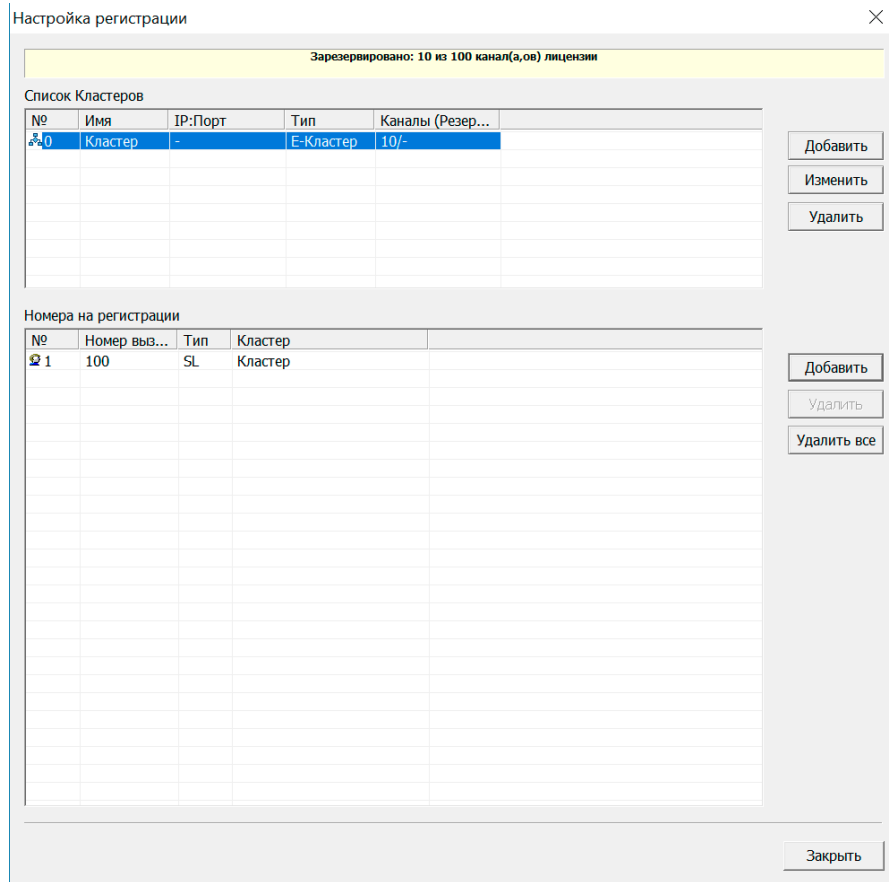 Настройка регистрации
Зарезервировано: 10 из 100 канал(а,ов) лицензии
Список Кластеров
№ Имя IP:Порт Тип Каналы (Резер...
0 Кластер - E-Кластер 10/-
Добавить
Изменить
Удалить
Номера на регистрации
№ Номер выз... Тип Кластер
1 100 SL Кластер
Добавить
Удалить
Удалить все
Закрыть